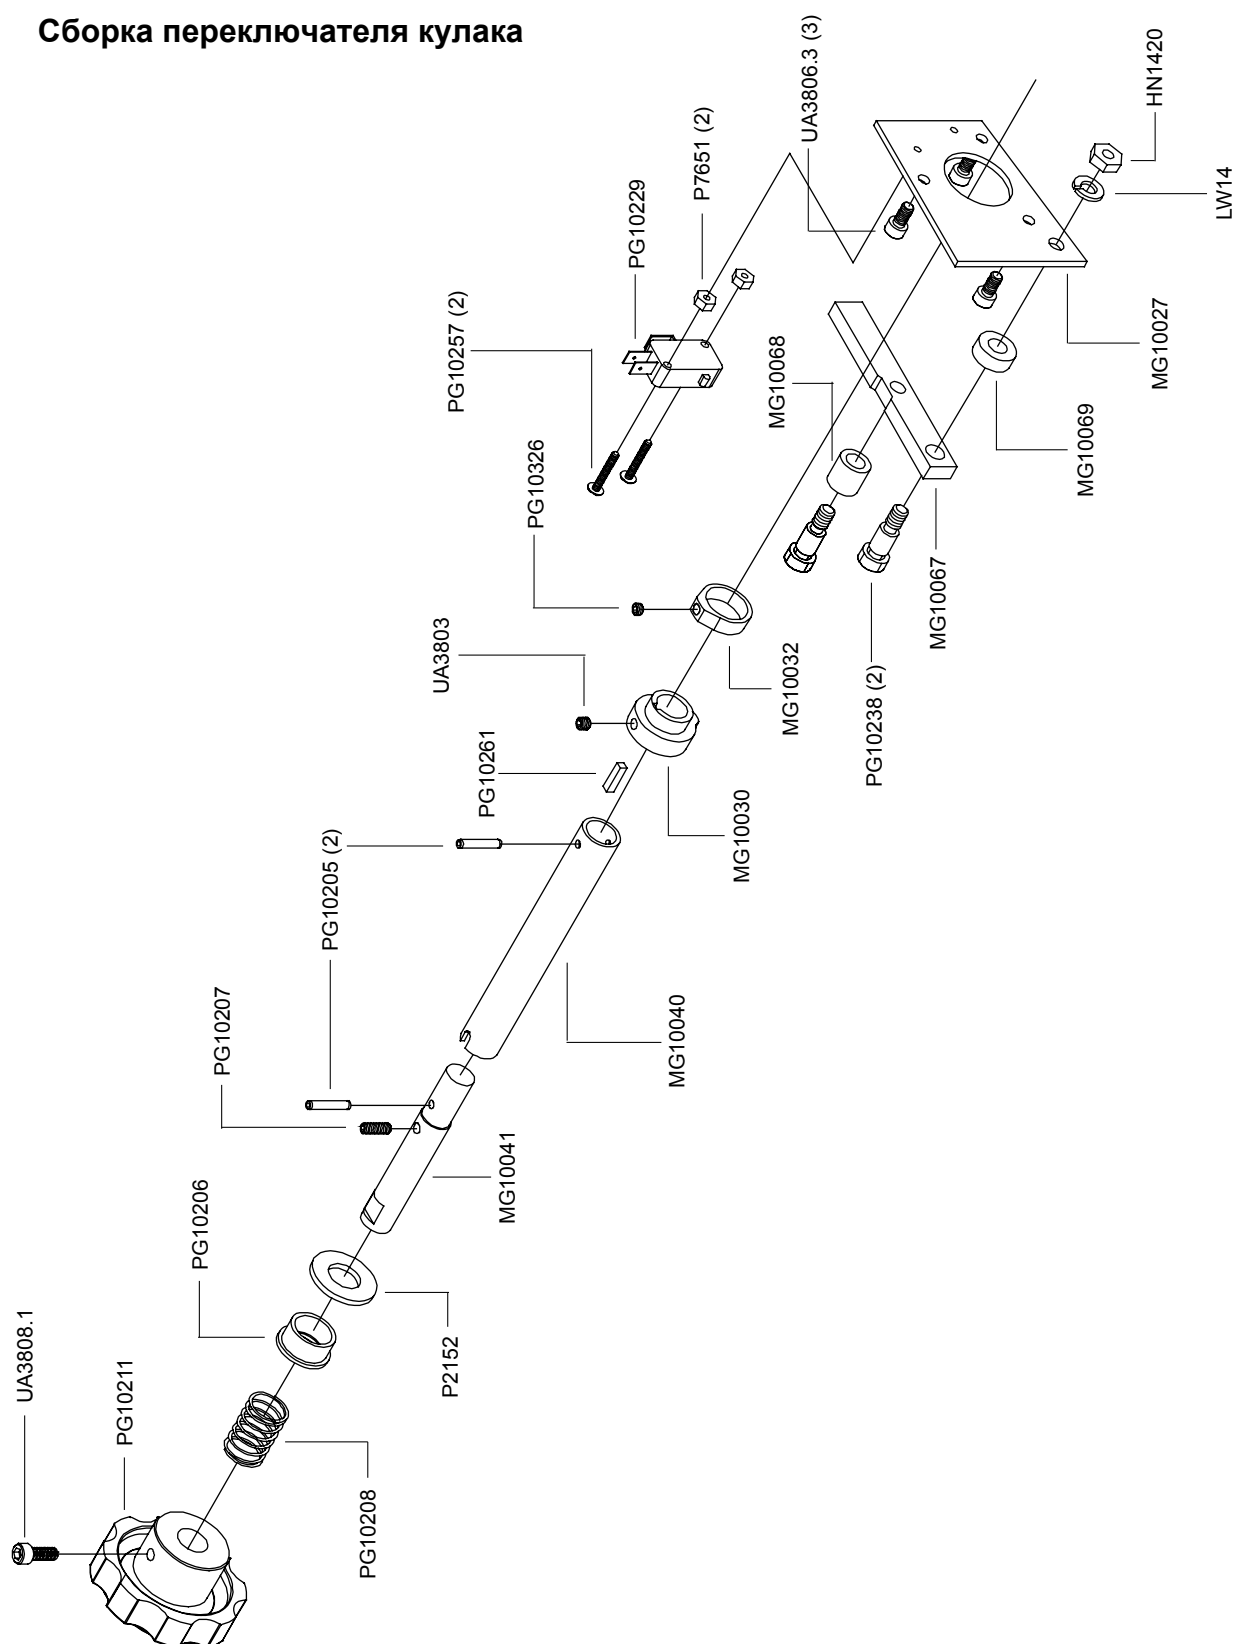 Сборка переключателя кулака
UA3808.1
PG10211
PG10208
PG10206
P2152
PG10207
MG10041
PG10205 (2)
MG10040
PG10261
MG10030
UA3803
MG10032
PG10326
PG10238 (2)
PG10257 (2)
MG10068
MG10067
PG10229
P7651 (2)
MG10069
UA3806.3 (3)
MG10027
HN1420
LW14